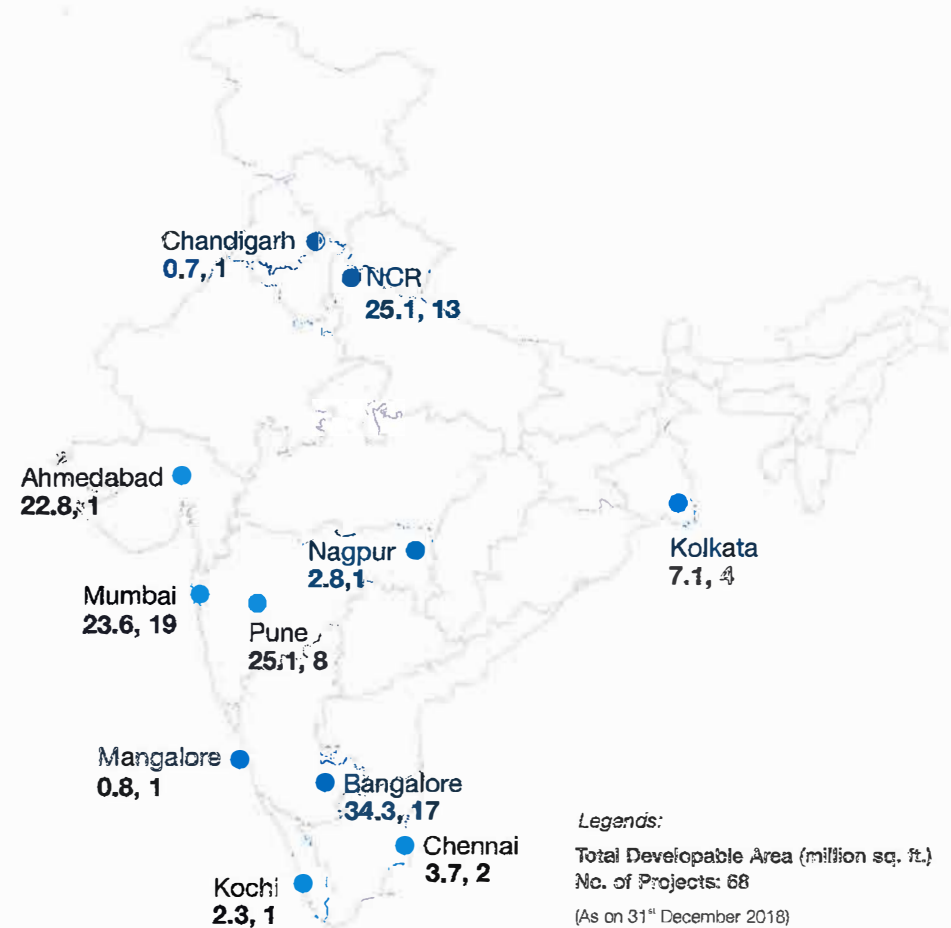 Chandigarh
0.7, 1
NCR
25.1, 13
Ahmedabad
22.8, 1
Nagpur
2.8,1
Kolkata
7.1, 4
Mumbai
23.6, 19
Pune
25.1, 8
Mangalore
0.8, 1
Bangalore
34.3, 17
Chennai
3.7, 2
Kochi
2.3, 1
Legends:
Total Developable Area (million sq. ft.)
No. of Projects: 68
(As on 31st December 2018)